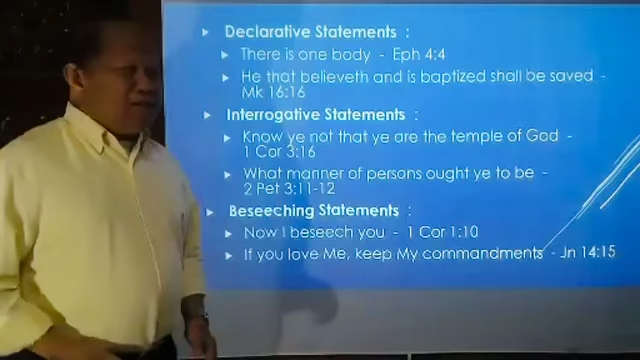 Declarative Statements :
There is one body - Eph 4:4
He that believeth and is baptized shall be saved -
Mk 16:16
Interrogative Statements :
Know ye not that ye are the temple of God -
1 Cor 3:16
What manner of persons ought ye to be -
2 Pet 3:11-12
Beseeching Statements :
Now I beseech you - 1 Cor 1:10
If you love Me, keep My commandments - Jn 14:15